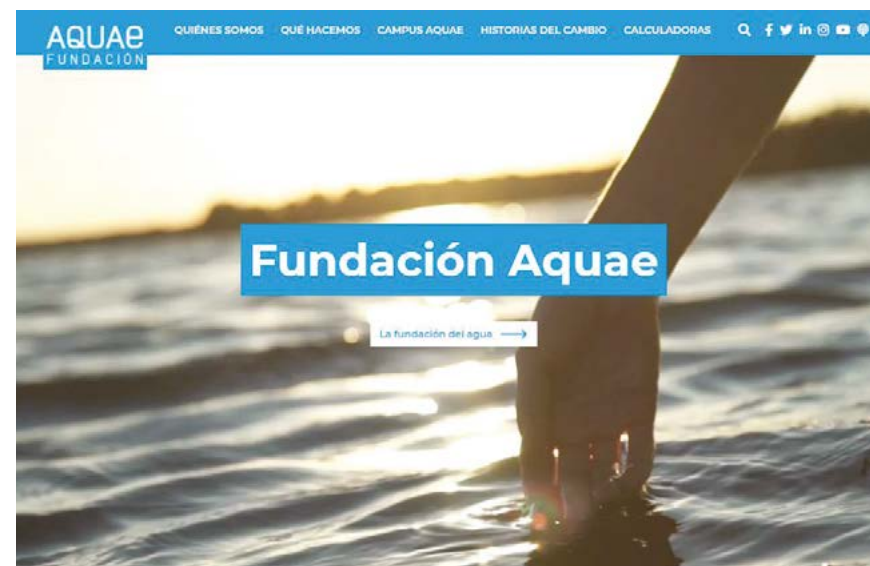 AQUAE
FUNDACIÓN
QUIÉNES SOMOS QUÉ HACEMOS CAMPUS AQUAE HISTORIAS DEL CAMBIO CALCULADORAS
Fundación Aquae
La fundación del agua